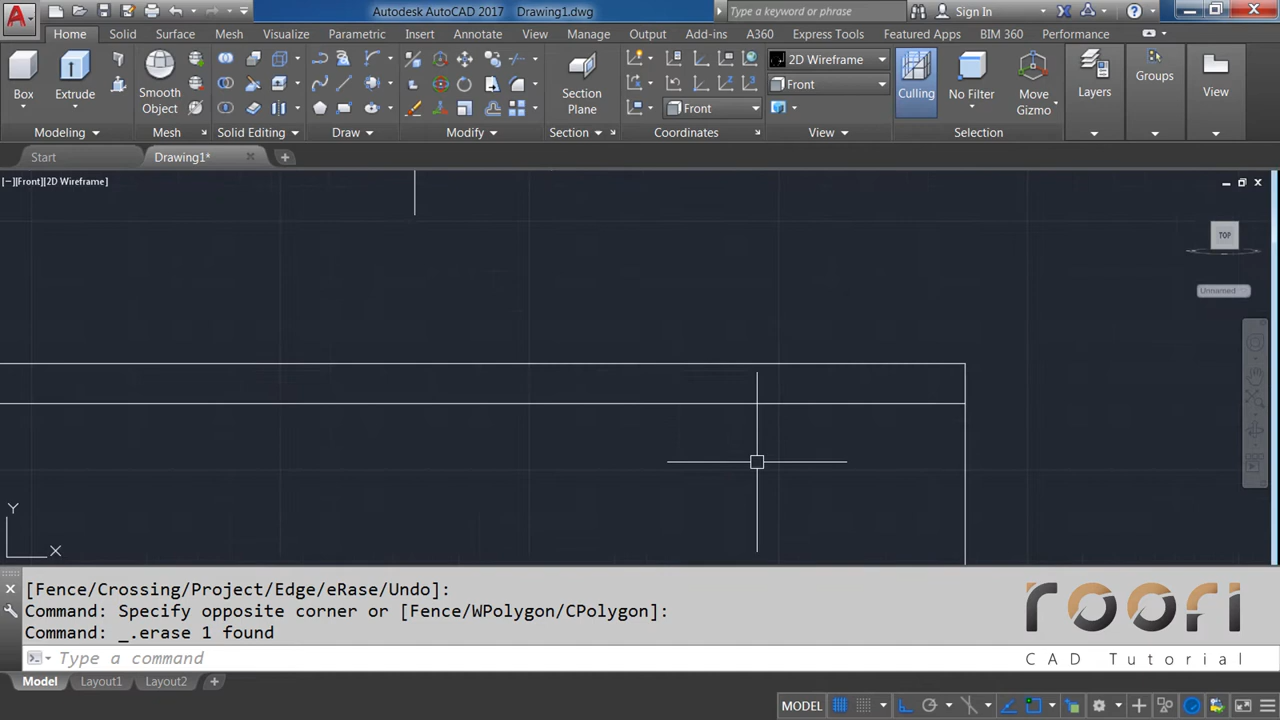 Autodesk AutoCAD 2017 Drawing1.dwg
Type a keyword or phrase
Sign In
Home Solid Surface Mesh Visualize Parametric Insert Annotate View Manage Output Add-ins A360 Express Tools Featured Apps BIM 360 Performance
Box
Extrude
Smooth Object
Section Plane
2D Wireframe
Front
Front
Culling
No Filter
Move Gizmo
Layers
Groups
View
Modeling Mesh Solid Editing Draw Modify Section Coordinates View Selection
Start Drawing1*
[−][Front][2D Wireframe]
TOP
Unnamed
Y
X
[Fence/Crossing/Project/Edge/eRase/Undo]:
Command: Specify opposite corner or [Fence/WPolygon/CPolygon]:
Command: _.erase 1 found
Type a command
roofi
CAD Tutorial
Model Layout1 Layout2
MODEL